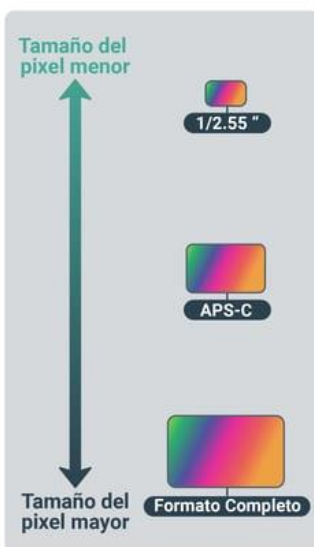 Tamaño del
pixel menor
1/2.55 “
APS-C
Tamaño del
pixel mayor
Formato Completo